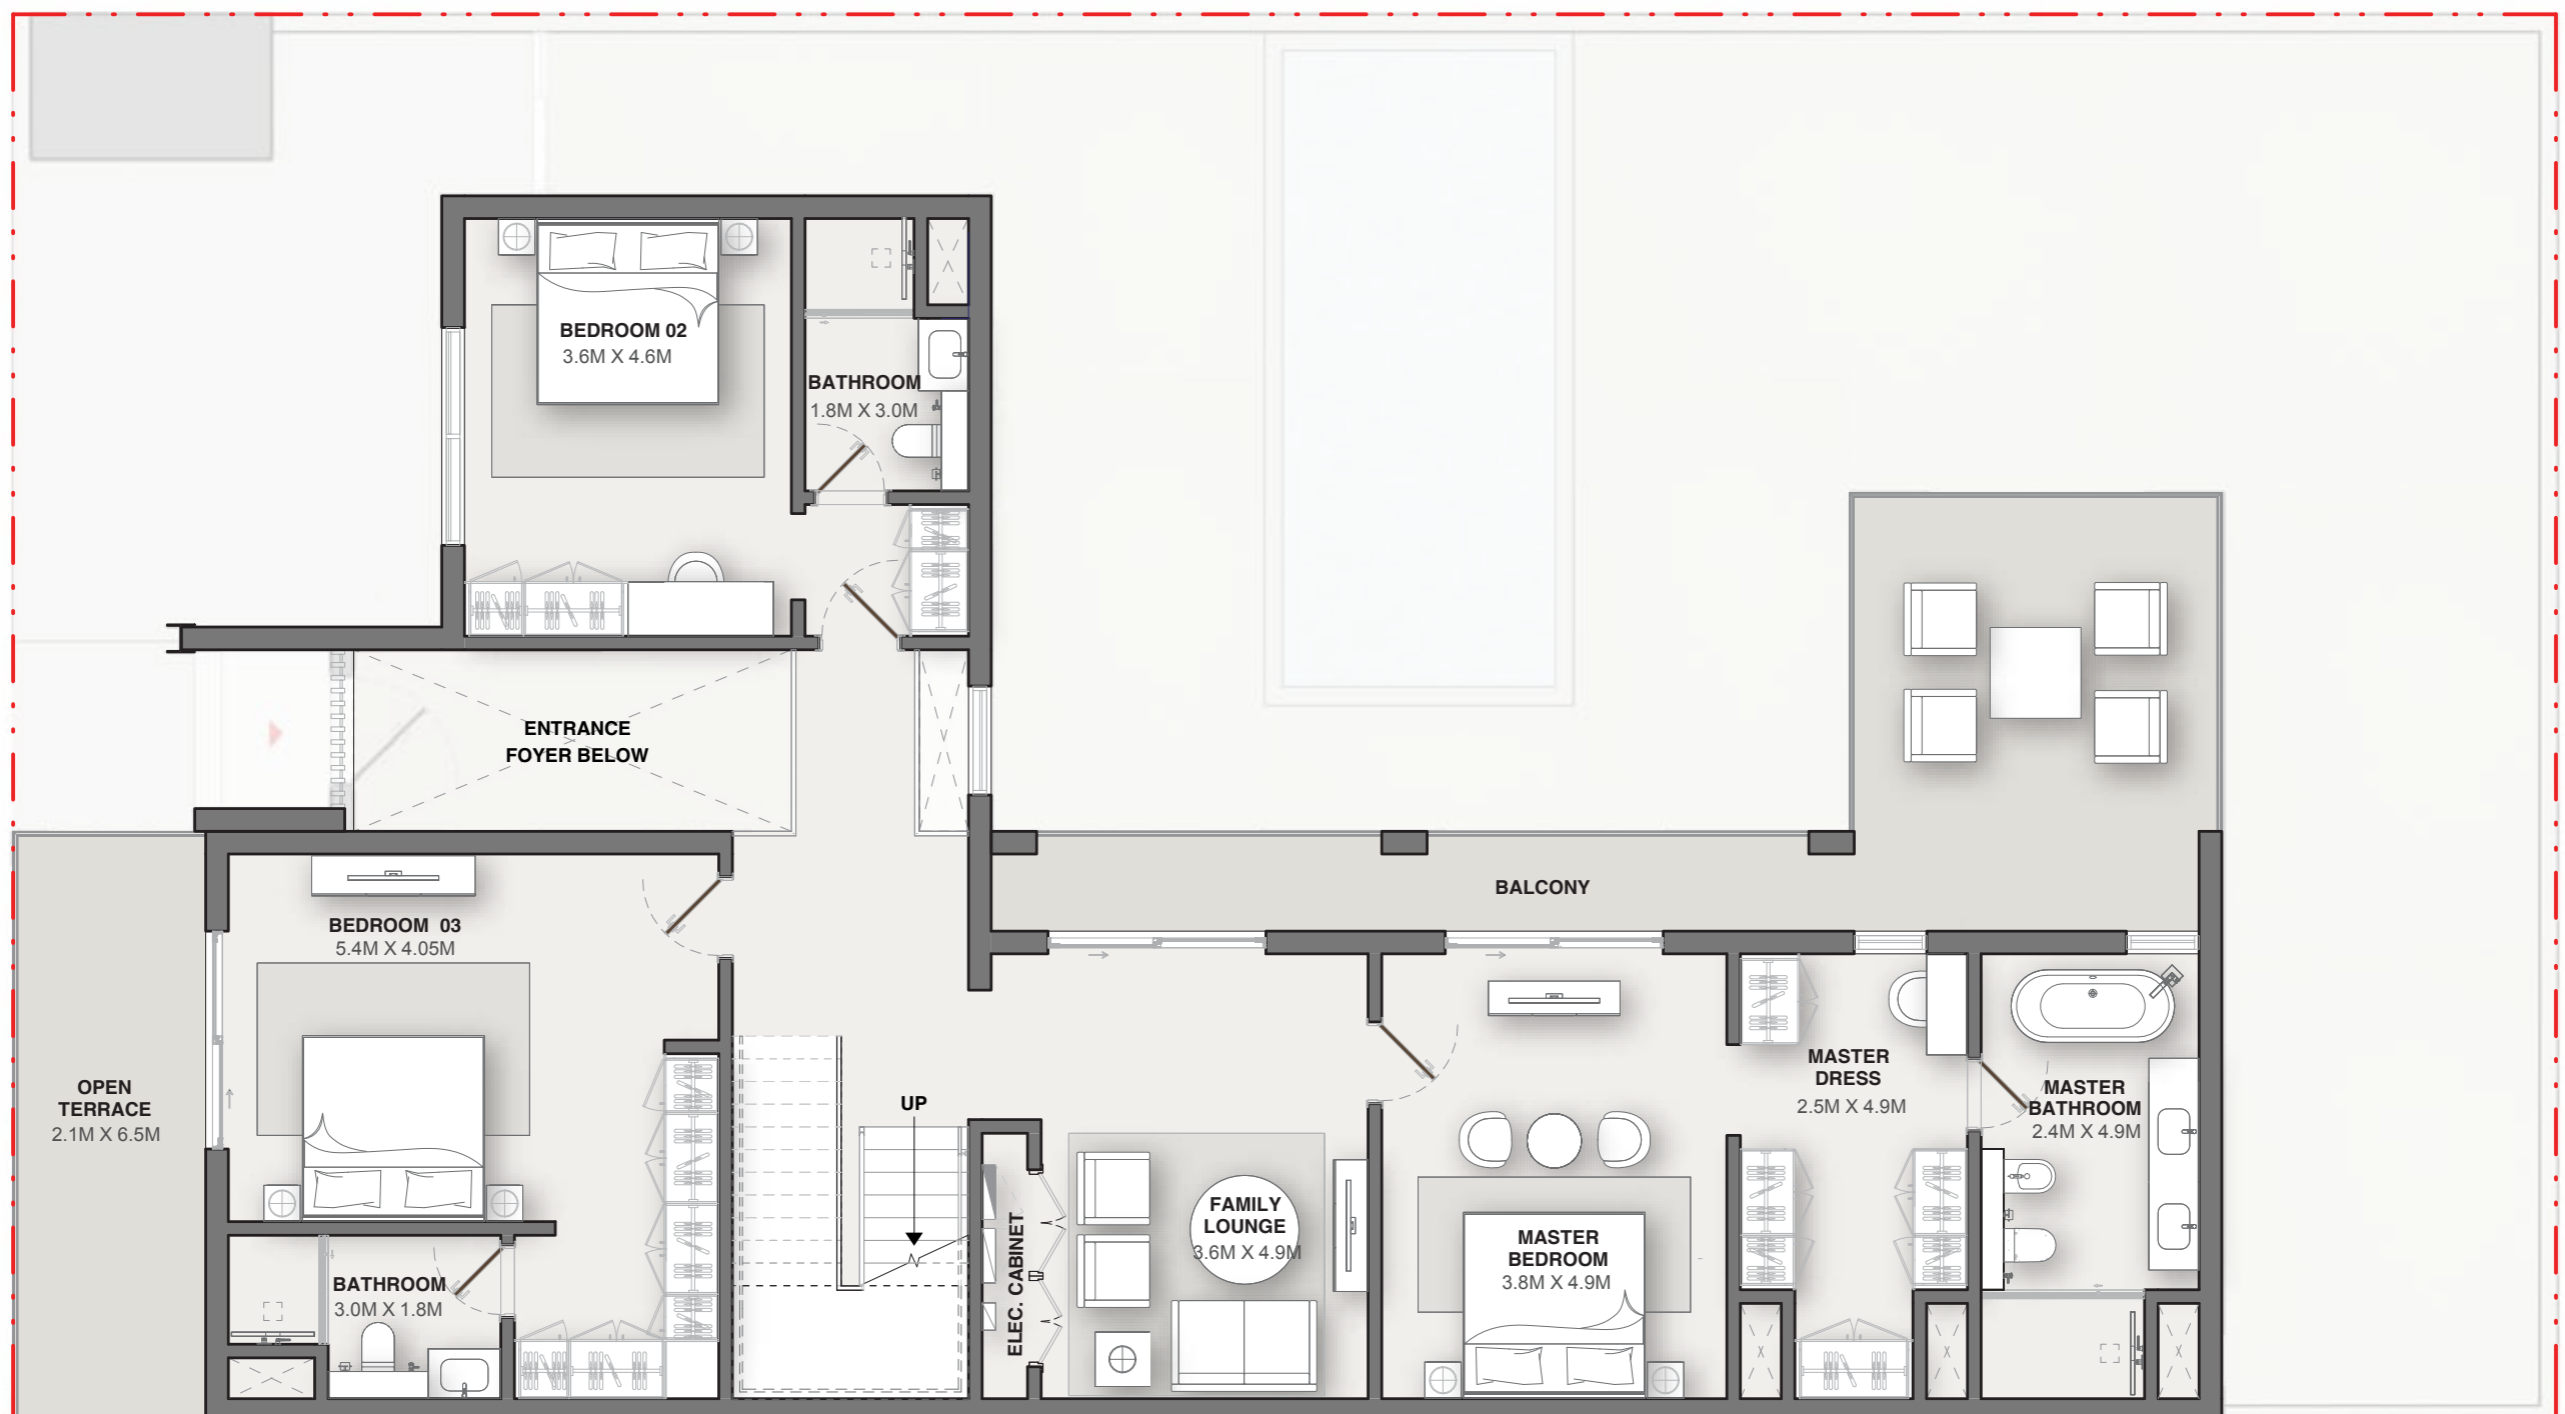 BEDROOM 02
3.6M X 4.6M
BATHROOM
1.8M X 3.0M
ENTRANCE
FOYER BELOW
BALCONY
BEDROOM 03
5.4M X 4.05M
OPEN
TERRACE
2.1M X 6.5M
BATHROOM
3.0M X 1.8M
UP
ELEC. CABINET
FAMILY
LOUNGE
3.6M X 4.9M
MASTER
BEDROOM
3.8M X 4.9M
MASTER
DRESS
2.5M X 4.9M
MASTER
BATHROOM
2.4M X 4.9M